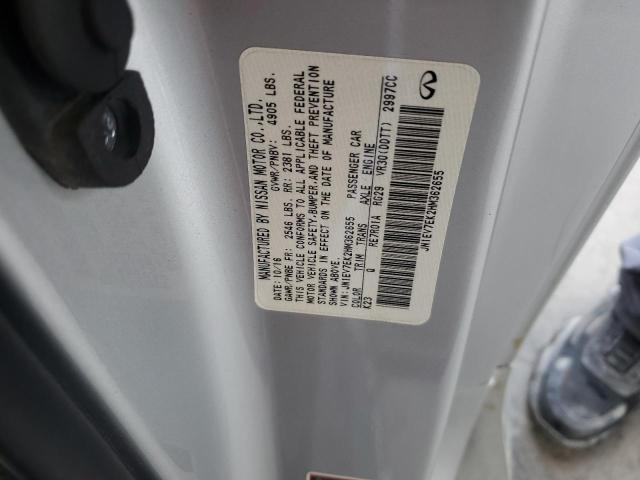 MANUFACTURED BY NISSAN MOTOR CO.,LTD.
DATE: 10/16 GVWR/PNBV: 4905 LBS.
GAWR/PNBE FR: 2546 LBS. RR: 2381 LBS.
THIS VEHICLE CONFORMS TO ALL APPLICABLE FEDERAL
MOTOR VEHICLE SAFETY, BUMPER, AND THEFT PREVENTION
STANDARDS IN EFFECT ON THE DATE OF MANUFACTURE
SHOWN ABOVE.
VIN: JN1EV7EK2HM362655 PASSENGER CAR
COLOR TRIM TRANS AXLE ENGINE
K23 Q RE7R01A RG29 VR30(DDTT) 2997CC
JN1EV7EK2HM362655